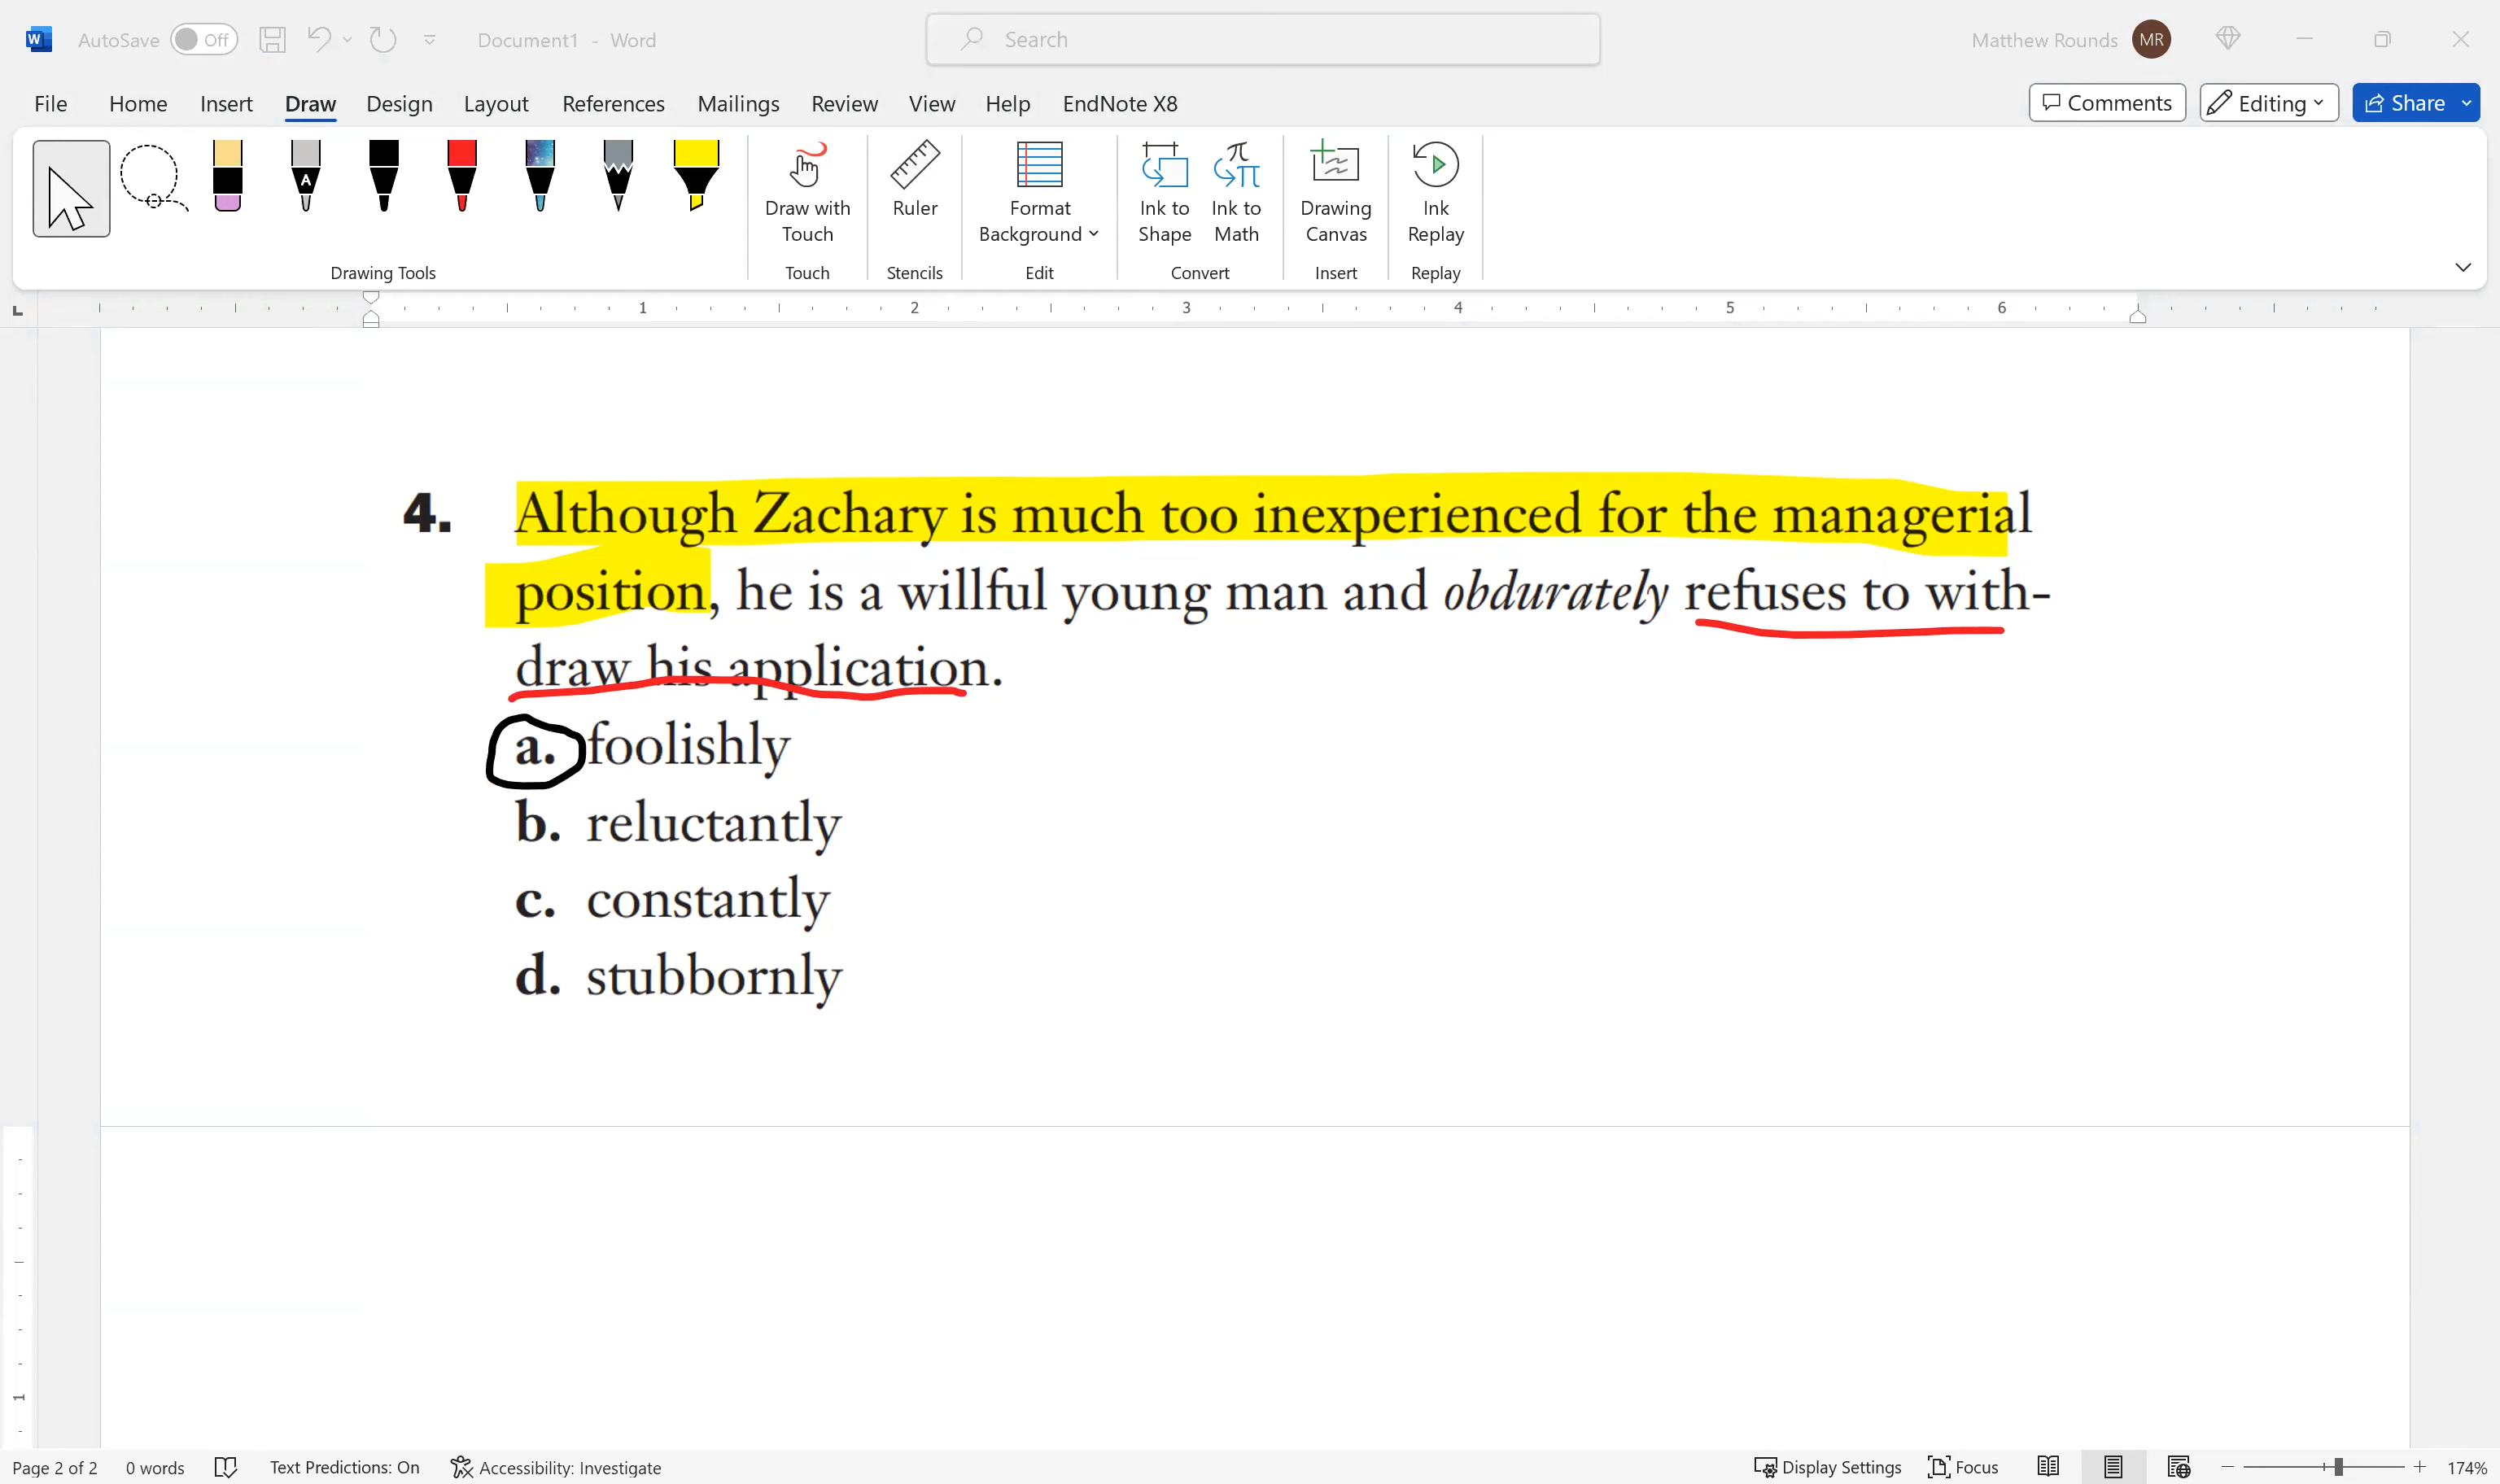 AutoSave Off Document1 - Word Search Matthew Rounds MR
File Home Insert Draw Design Layout References Mailings Review View Help EndNote X8 Comments Editing Share
A
Draw with Touch Ruler Format Background Ink to Shape Ink to Math Drawing Canvas Ink Replay
Drawing Tools Touch Stencils Edit Convert Insert Replay
1 2 3 4 5 6
4. Although Zachary is much too inexperienced for the managerial
position, he is a willful young man and obdurately refuses to with-
draw his application.
a. foolishly
b. reluctantly
c. constantly
d. stubbornly
1
Page 2 of 2 0 words Text Predictions: On Accessibility: Investigate Display Settings Focus 174%